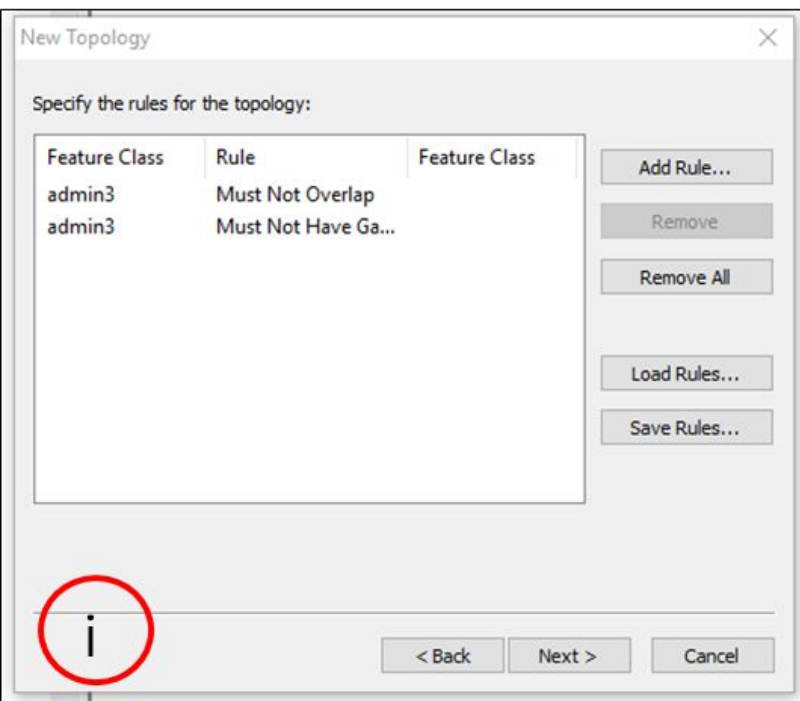 New Topology
Specify the rules for the topology:
Feature Class Rule Feature Class
admin3 Must Not Overlap
admin3 Must Not Have Ga...
Add Rule...
Remove
Remove All
Load Rules...
Save Rules...
i
< Back Next > Cancel